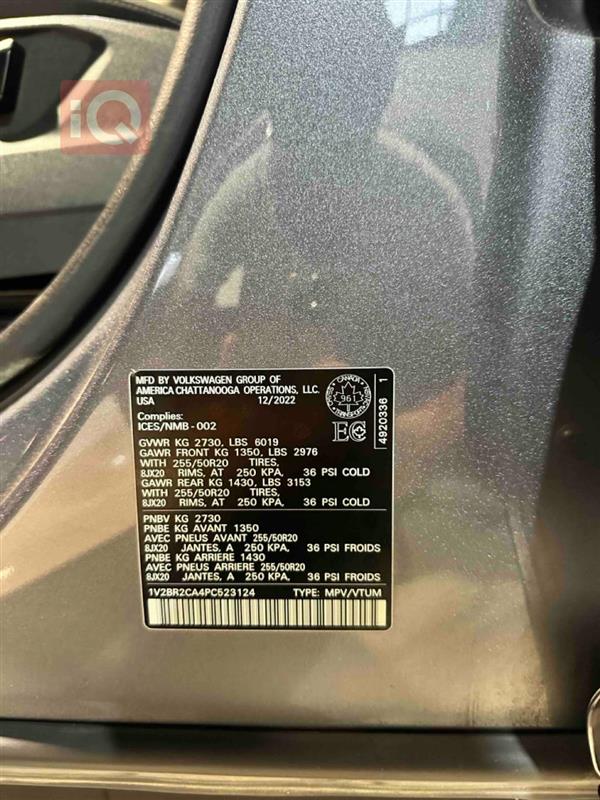 iQ
MFD BY VOLKSWAGEN GROUP OF
AMERICA CHATTANOOGA OPERATIONS, LLC.
USA 12/2022
Complies:
ICES/NMB-002
CANADA
961
TRANSPORT
EC
4920336 1
GVWR KG 2730, LBS 6019
GAWR FRONT KG 1350, LBS 2976
WITH 255/50R20 TIRES,
8JX20 RIMS, AT 250 KPA, 36 PSI COLD
GAWR REAR KG 1430, LBS 3153
WITH 255/50R20 TIRES,
8JX20 RIMS, AT 250 KPA, 36 PSI COLD
PNBV KG 2730
PNBE KG AVANT 1350
AVEC PNEUS AVANT 255/50R20
8JX20 JANTES, A 250 KPA, 36 PSI FROIDS
PNBE KG ARRIERE 1430
AVEC PNEUS ARRIERE 255/50R20
8JX20 JANTES, A 250 KPA, 36 PSI FROIDS
1V2BR2CA4PC523124 TYPE: MPV/VTUM